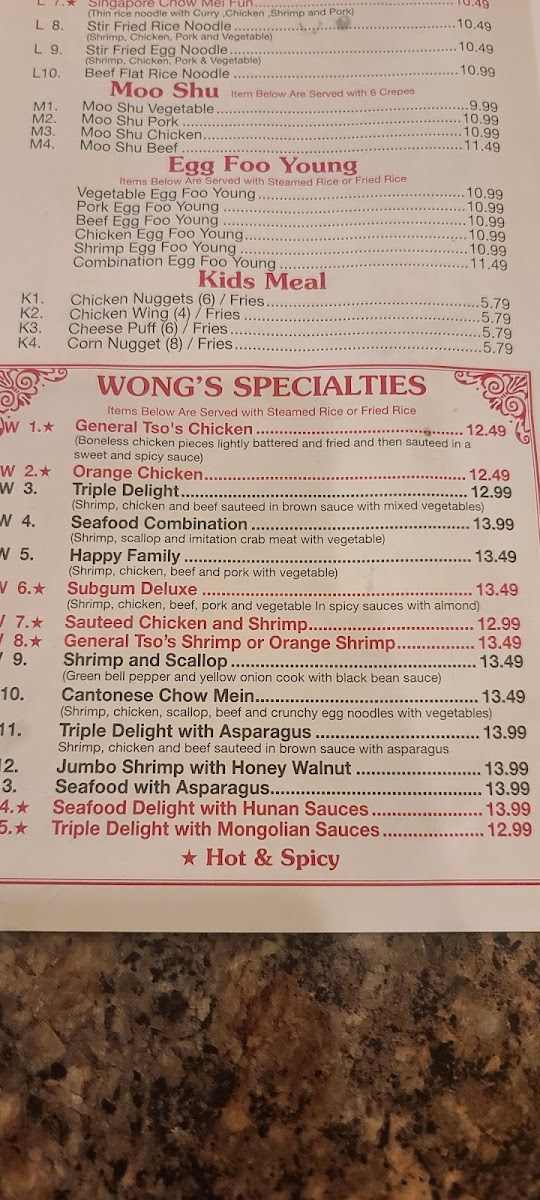 L 7.★ Singapore Chow Mei Fun 10.49
(Thin rice noodle with Curry ,Chicken ,Shrimp and Pork)
L 8. Stir Fried Rice Noodle 10.49
(Shrimp, Chicken, Pork and Vegetable)
L 9. Stir Fried Egg Noodle 10.49
(Shrimp, Chicken, Pork & Vegetable)
L10. Beef Flat Rice Noodle 10.99
Moo Shu Item Below Are Served with 6 Crepes
M1. Moo Shu Vegetable 9.99
M2. Moo Shu Pork 10.99
M3. Moo Shu Chicken 10.99
M4. Moo Shu Beef 11.49
Egg Foo Young
Items Below Are Served with Steamed Rice or Fried Rice
Vegetable Egg Foo Young 10.99
Pork Egg Foo Young 10.99
Beef Egg Foo Young 10.99
Chicken Egg Foo Young 10.99
Shrimp Egg Foo Young 10.99
Combination Egg Foo Young 11.49
Kids Meal
K1. Chicken Nuggets (6) / Fries 5.79
K2. Chicken Wing (4) / Fries 5.79
K3. Cheese Puff (6) / Fries 5.79
K4. Corn Nugget (8) / Fries 5.79
WONG'S SPECIALTIES
Items Below Are Served with Steamed Rice or Fried Rice
W 1.★ General Tso's Chicken 12.49
(Boneless chicken pieces lightly battered and fried and then sauteed in a
sweet and spicy sauce)
W 2.★ Orange Chicken 12.49
W 3. Triple Delight 12.99
(Shrimp, chicken and beef sauteed in brown sauce with mixed vegetables)
W 4. Seafood Combination 13.99
(Shrimp, scallop and imitation crab meat with vegetable)
W 5. Happy Family 13.49
(Shrimp, chicken, beef and pork with vegetable)
6.★ Subgum Deluxe 13.49
(Shrimp, chicken, beef, pork and vegetable In spicy sauces with almond)
7.★ Sauteed Chicken and Shrimp 12.99
8.★ General Tso's Shrimp or Orange Shrimp 13.49
9. Shrimp and Scallop 13.49
(Green bell pepper and yellow onion cook with black bean sauce)
10. Cantonese Chow Mein 13.49
(Shrimp, chicken, scallop, beef and crunchy egg noodles with vegetables)
11. Triple Delight with Asparagus 13.99
Shrimp, chicken and beef sauteed in brown sauce with asparagus
2. Jumbo Shrimp with Honey Walnut 13.99
3. Seafood with Asparagus 13.99
4.★ Seafood Delight with Hunan Sauces 13.99
5.★ Triple Delight with Mongolian Sauces 12.99
★ Hot & Spicy